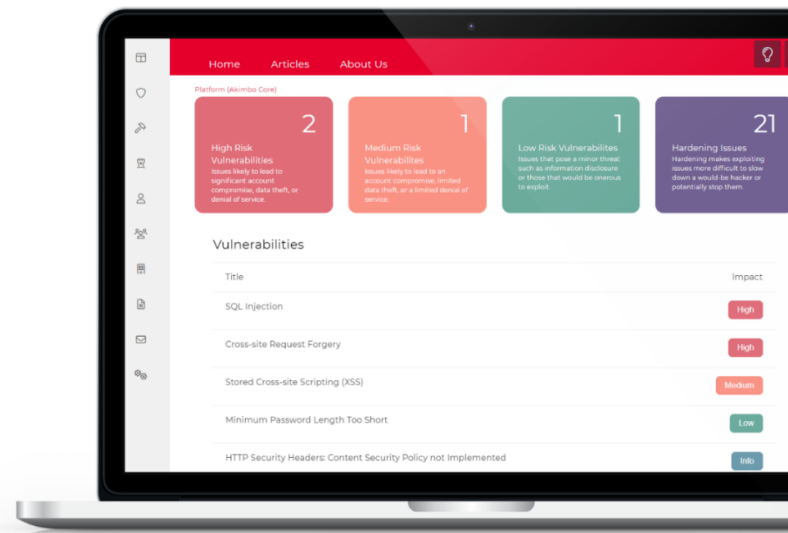 Home Articles About Us
Platform (Akimbo Core)
2
High Risk
Vulnerabilities
Issues likely to lead to
significant account
compromise, data theft, or
denial of service.
1
Medium Risk
Vulnerabilites
Issues likely to lead to an
account compromise, limited
data theft, or a limited denial of
service.
1
Low Risk Vulnerabilites
Issues that pose a minor threat
such as information disclosure
or those that would be onerous
to exploit.
21
Hardening Issues
Hardening makes exploiting
issues more difficult to slow
down a would-be hacker or
potentially stop them.
Vulnerabilities
Title Impact
SQL Injection High
Cross-site Request Forgery High
Stored Cross-site Scripting (XSS) Medium
Minimum Password Length Too Short Low
HTTP Security Headers: Content Security Policy not Implemented Info